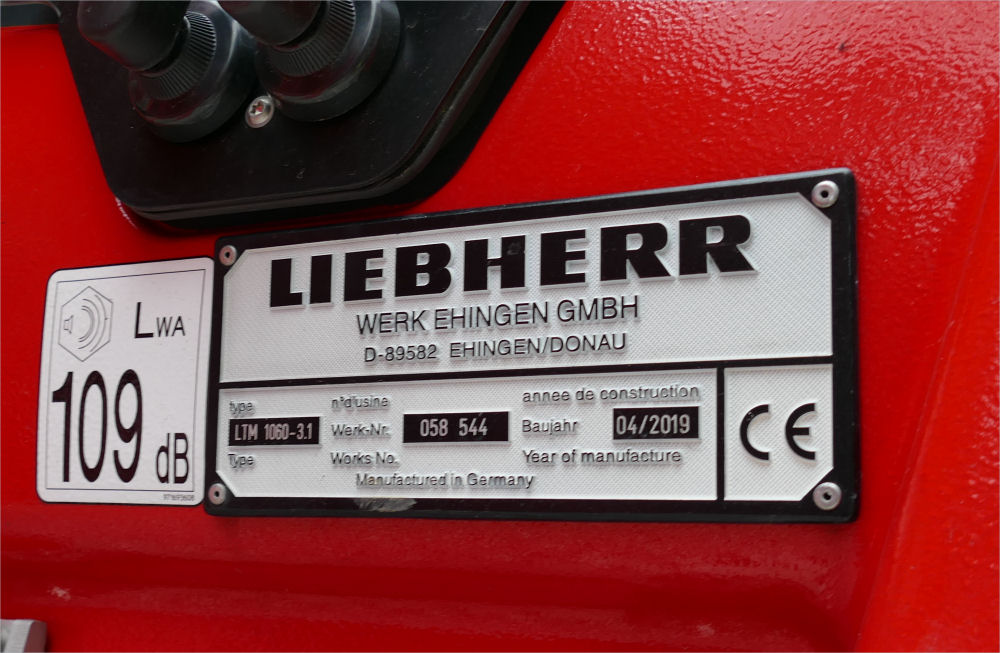 LIEBHERR
WERK EHINGEN GMBH
D-89582 EHINGEN/DONAU
type
LTM 1060-3.1
Type
n°d'usine
Werk-Nr. 058 544
Works No.
annee de construction
Baujahr 04/2019
Year of manufacture
Manufactured in Germany
CE
LWA
109 dB